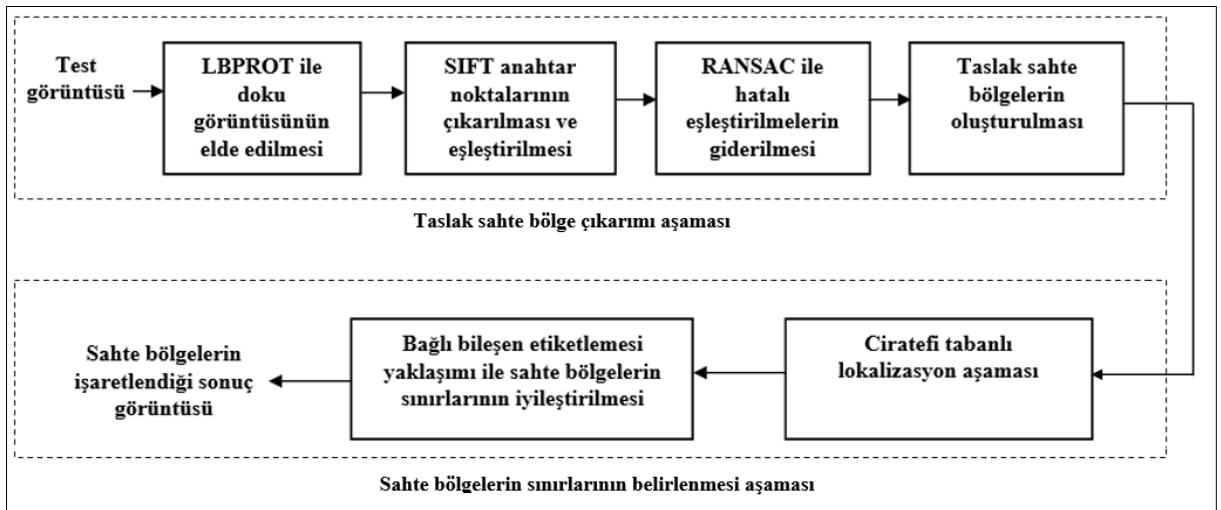 Test
görüntüsü
LBPROT ile
doku
görüntüsünün
elde edilmesi
SIFT anahtar
noktalarının
çıkarılması ve
eşleştirilmesi
RANSAC ile
hatalı
eşleştirilmelerin
giderilmesi
Taslak sahte
bölgelerin
oluşturulması
Taslak sahte bölge çıkarımı aşaması
Ciratefi tabanlı
lokalizasyon aşaması
Bağlı bileşen etiketlemesi
yaklaşımı ile sahte bölgelerin
sınırlarının iyileştirilmesi
Sahte bölgelerin
işaretlendiği sonuç
görüntüsü
Sahte bölgelerin sınırlarının belirlenmesi aşaması